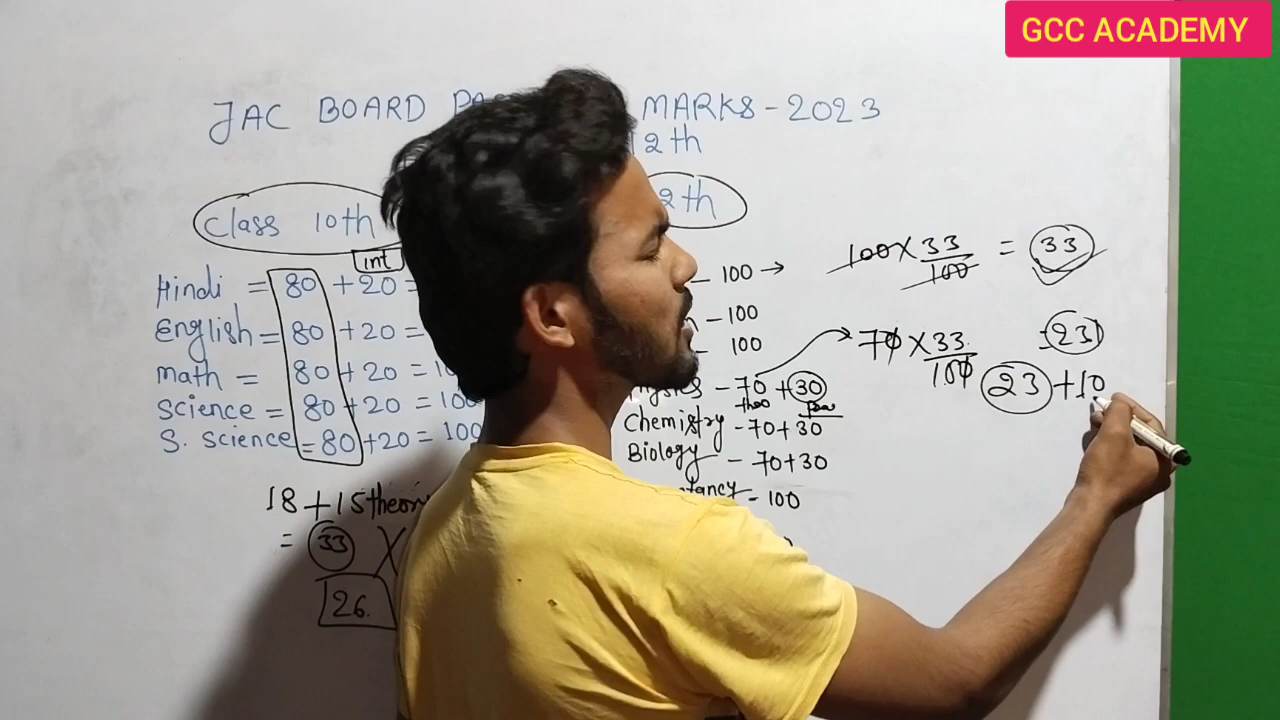 GCC ACADEMY
JAC BOARD MARKS-2023
12th
Class 10th
2th
int
Hindi = 80 + 20 =
English = 80 + 20 =
math = 80 + 20 =
Science = 80 + 20 = 100
S. Science = 80 + 20 = 100
18 + 15 theory
= 33
26.
- 100 →
- 100
100
- 70 + 30
theo
Chemistry - 70 + 30
Biology - 70 + 30
- 100
100 × 33/100 = 33
70 × 33/100
23
23 + 10